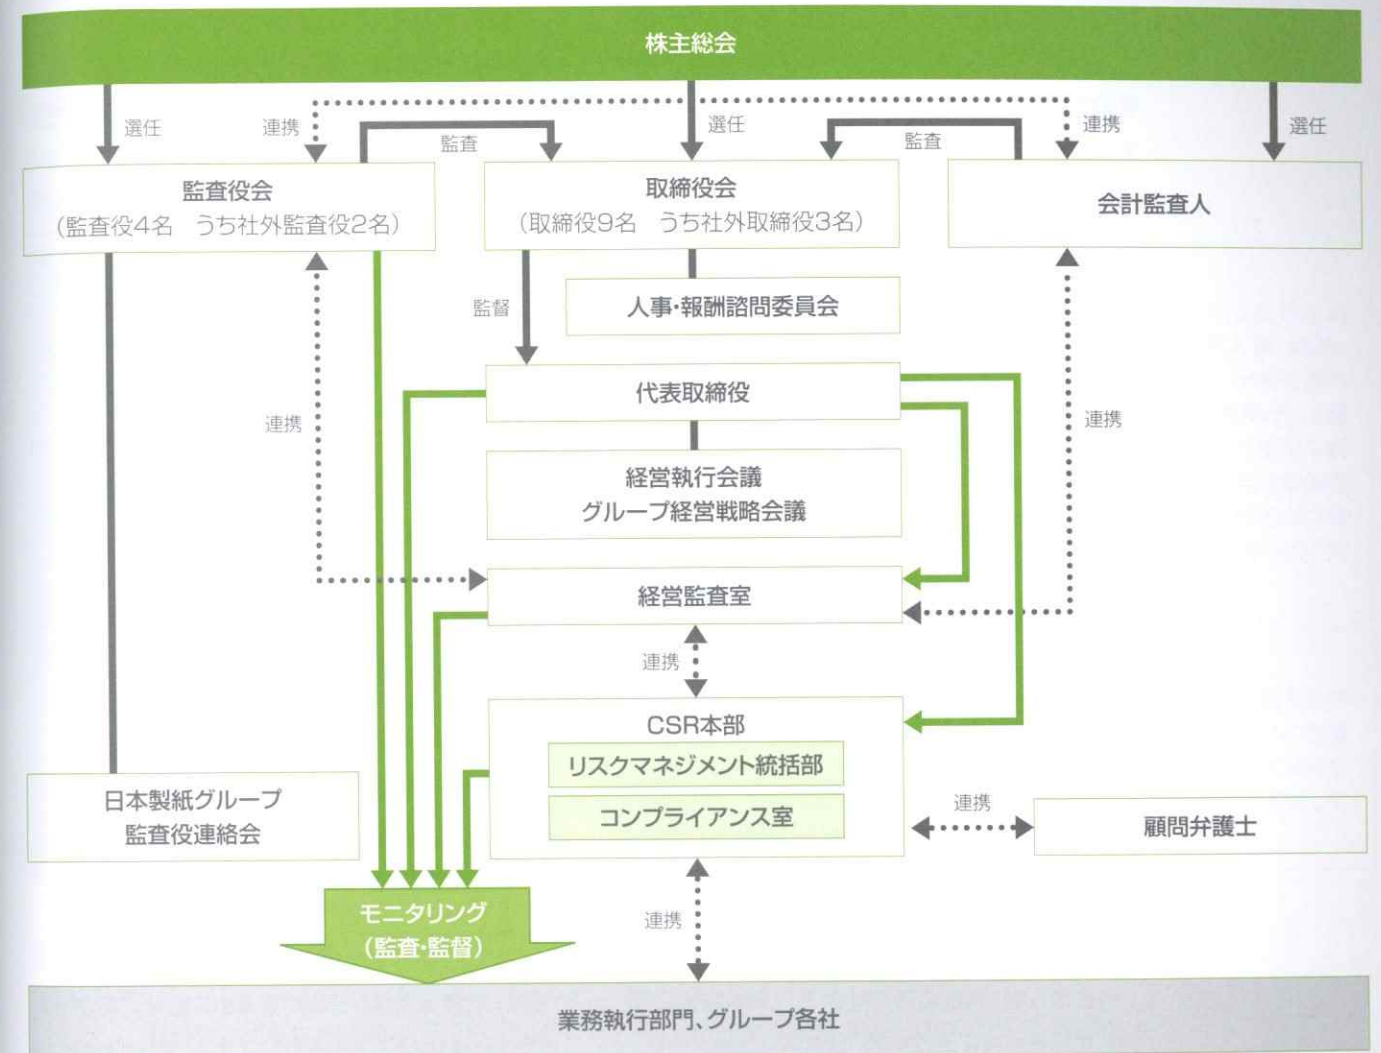 株主総会
選任
連携
監査
選任
監査
連携
選任
監査役会
(監査役4名　うち社外監査役2名)
取締役会
(取締役9名　うち社外取締役3名)
会計監査人
監督
人事・報酬諮問委員会
代表取締役
連携
連携
経営執行会議
グループ経営戦略会議
経営監査室
連携
CSR本部
リスクマネジメント統括部
コンプライアンス室
日本製紙グループ
監査役連絡会
連携
顧問弁護士
モニタリング
(監査・監督)
連携
業務執行部門、グループ各社